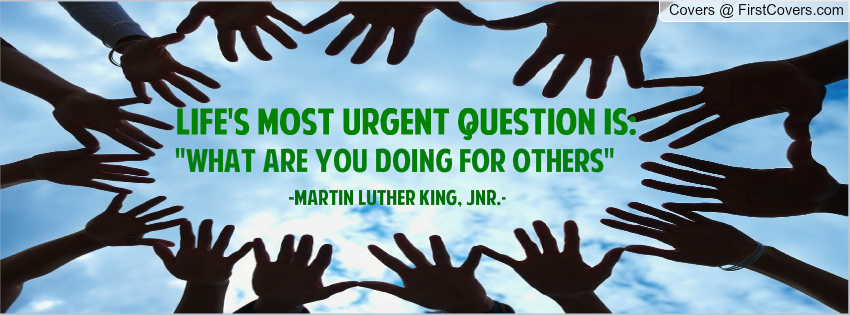 Covers @ FirstCovers.com
LIFE'S MOST URGENT QUESTION IS:
"WHAT ARE YOU DOING FOR OTHERS"
-MARTIN LUTHER KING, JNR.-